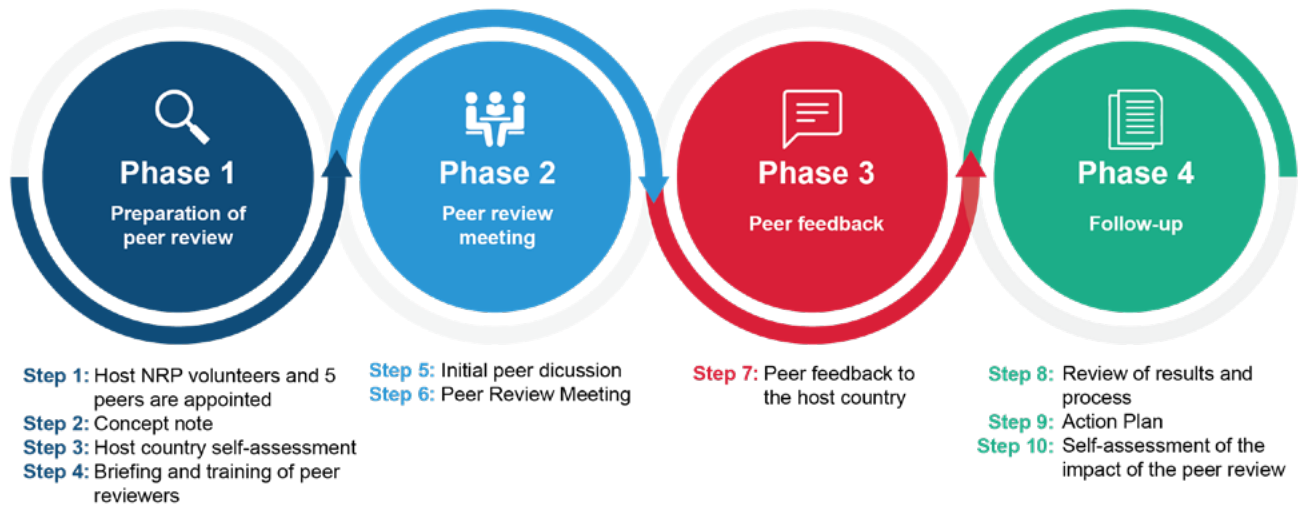 Phase 1
Preparation of
peer review
Phase 2
Peer review
meeting
Phase 3
Peer feedback
Phase 4
Follow-up
Step 1: Host NRP volunteers and 5
peers are appointed
Step 2: Concept note
Step 3: Host country self-assessment
Step 4: Briefing and training of peer
reviewers
Step 5: Initial peer dicussion
Step 6: Peer Review Meeting
Step 7: Peer feedback to
the host country
Step 8: Review of results and
process
Step 9: Action Plan
Step 10: Self-assessment of the
impact of the peer review